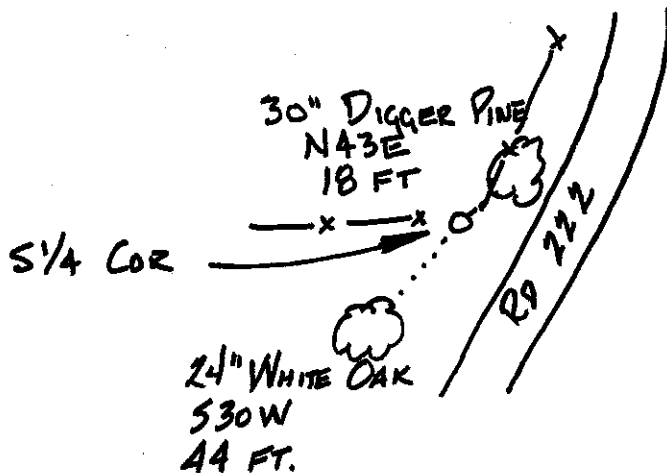 30" DIGGER PINE
N43E
18 FT
S 1/4 COR
RD 222
24" WHITE OAK
S30W
44 FT.